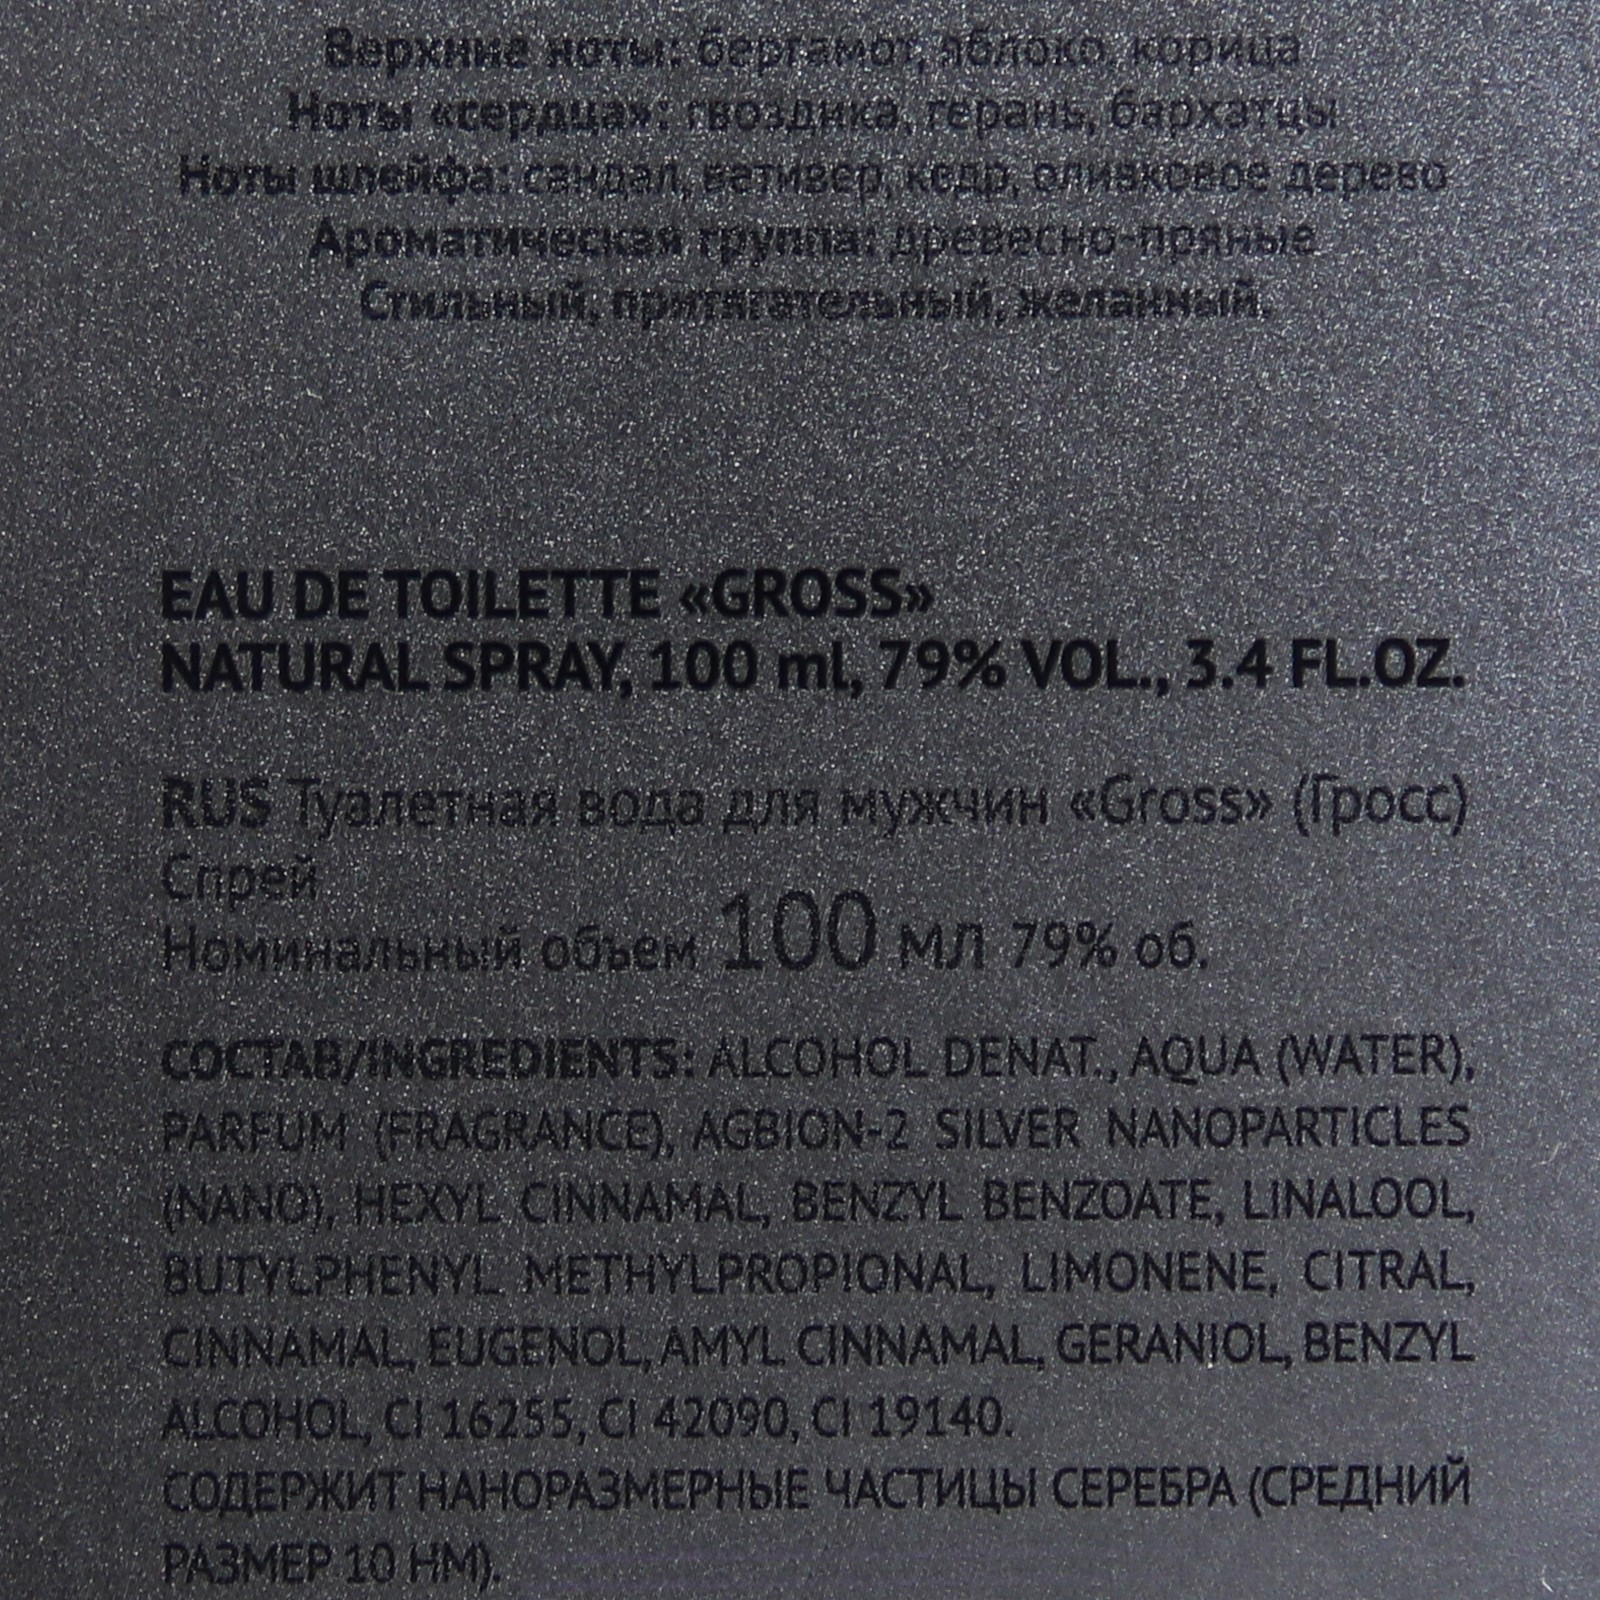 Верхние ноты: бергамот, яблоко, корица
Ноты «сердца»: гвоздика, герань, бархатцы
Ноты шлейфа: сандал, ветивер, кедр, оливковое дерево
Ароматическая группа: древесно-пряные
Стильный, притягательный, желанный.
EAU DE TOILETTE «GROSS»
NATURAL SPRAY, 100 ml, 79% VOL., 3.4 FL.OZ.
RUS Туалетная вода для мужчин «Gross» (Гросс)
Спрей
Номинальный объем 100 мл 79% об.
СОСТАВ/INGREDIENTS: ALCOHOL DENAT., AQUA (WATER),
PARFUM (FRAGRANCE), AGBION-2 SILVER NANOPARTICLES
(NANO), HEXYL CINNAMAL, BENZYL BENZOATE, LINALOOL,
BUTYLPHENYL METHYLPROPIONAL, LIMONENE, CITRAL,
CINNAMAL, EUGENOL, AMYL CINNAMAL, GERANIOL, BENZYL
ALCOHOL, CI 16255, CI 42090, CI 19140.
СОДЕРЖИТ НАНОРАЗМЕРНЫЕ ЧАСТИЦЫ СЕРЕБРА (СРЕДНИЙ
РАЗМЕР 10 НМ).